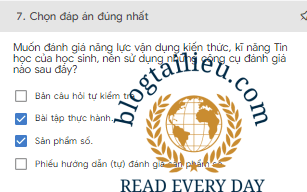 7. Chọn đáp án đúng nhất
Muốn đánh giá năng lực vận dụng kiến thức, kĩ năng Tin
học của học sinh, nên sử dụng những công cụ đánh giá
nào sau đây?
Bản câu hỏi tự kiểm tra
Bài tập thực hành.
Sản phẩm số.
Phiếu hướng dẫn (tự) đánh giá sản phẩm số.
blogtailieu.com
READ EVERY DAY